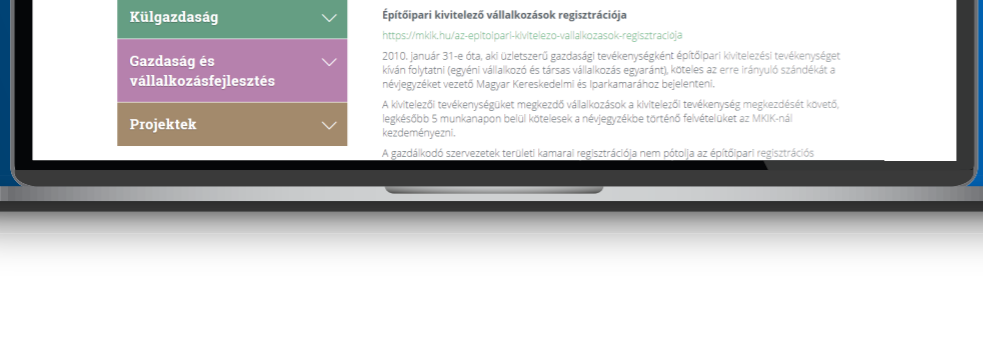 Külgazdaság
Gazdaság és
vállalkozásfejlesztés
Projektek
Építőipari kivitelező vállalkozások regisztrációja
https://mkik.hu/az-epitoipari-kivitelezo-vallalkozasok-regisztracioja
2010. január 31-e óta, aki üzletszerű gazdasági tevékenységként építőipari kivitelezési tevékenységet
kíván folytatni (egyéni vállalkozó és társas vállalkozás egyaránt), köteles az erre irányuló szándékát a
névjegyzéket vezető Magyar Kereskedelmi és Iparkamarához bejelenteni.
A kivitelezői tevékenységüket megkezdő vállalkozások a kivitelezői tevékenység megkezdését követő,
legkésőbb 5 munkanapon belül kötelesek a névjegyzékbe történő felvételüket az MKIK-nál
kezdeményezni.
A gazdálkodó szervezetek területi kamarai regisztrációja nem pótolja az építőipari regisztrációs